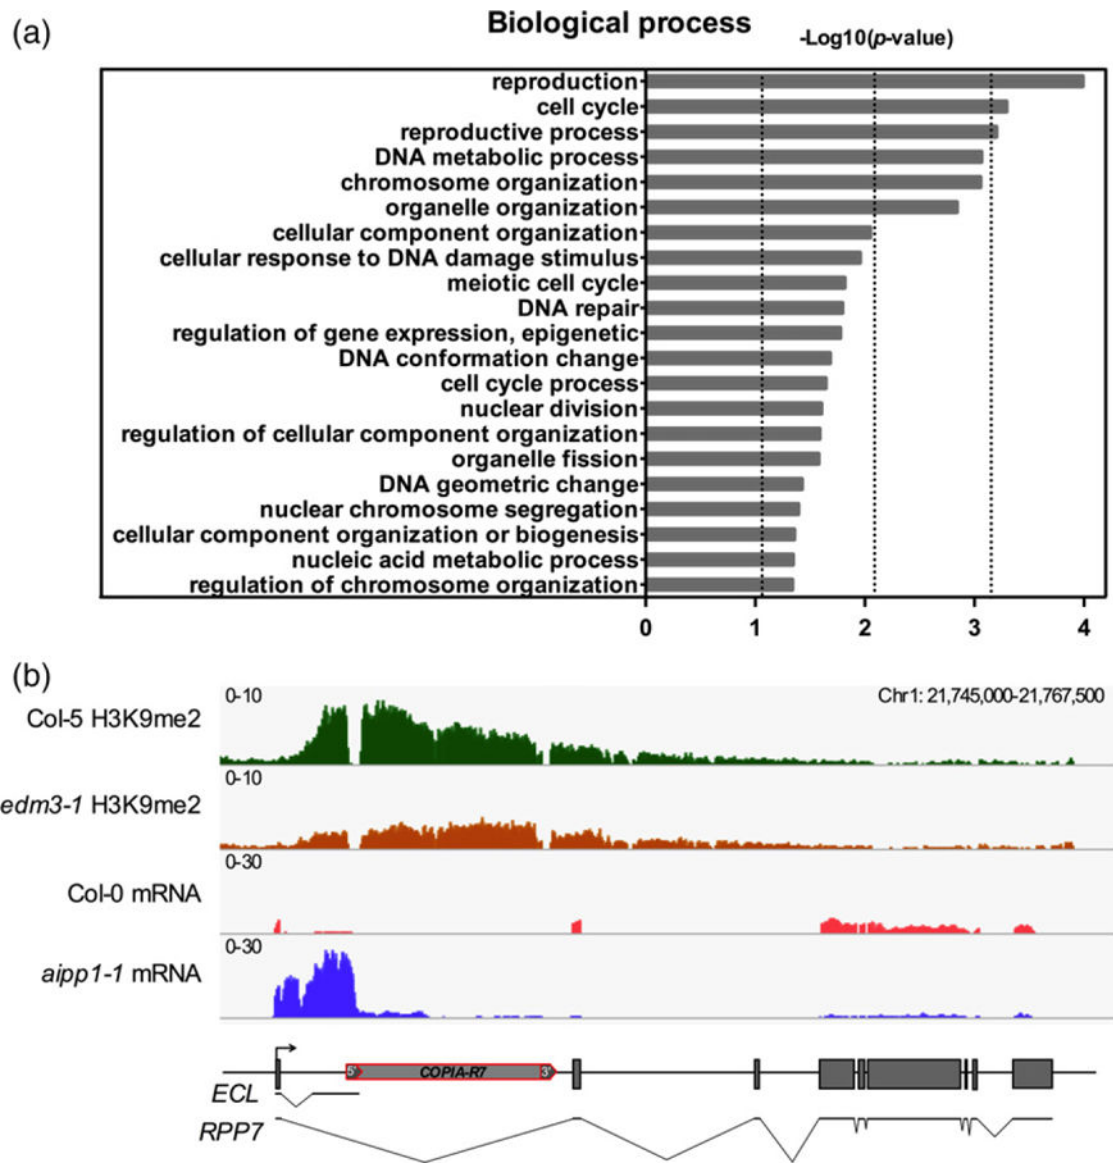 (a)
Biological process
-Log10(p-value)
reproduction
cell cycle
reproductive process
DNA metabolic process
chromosome organization
organelle organization
cellular component organization
cellular response to DNA damage stimulus
meiotic cell cycle
DNA repair
regulation of gene expression, epigenetic
DNA conformation change
cell cycle process
nuclear division
regulation of cellular component organization
organelle fission
DNA geometric change
nuclear chromosome segregation
cellular component organization or biogenesis
nucleic acid metabolic process
regulation of chromosome organization
0 1 2 3 4
(b)
0-10 Chr1: 21,745,000-21,767,500
Col-5 H3K9me2
0-10
edm3-1 H3K9me2
0-30
Col-0 mRNA
0-30
aipp1-1 mRNA
5' COPIA-R7 3'
ECL
RPP7